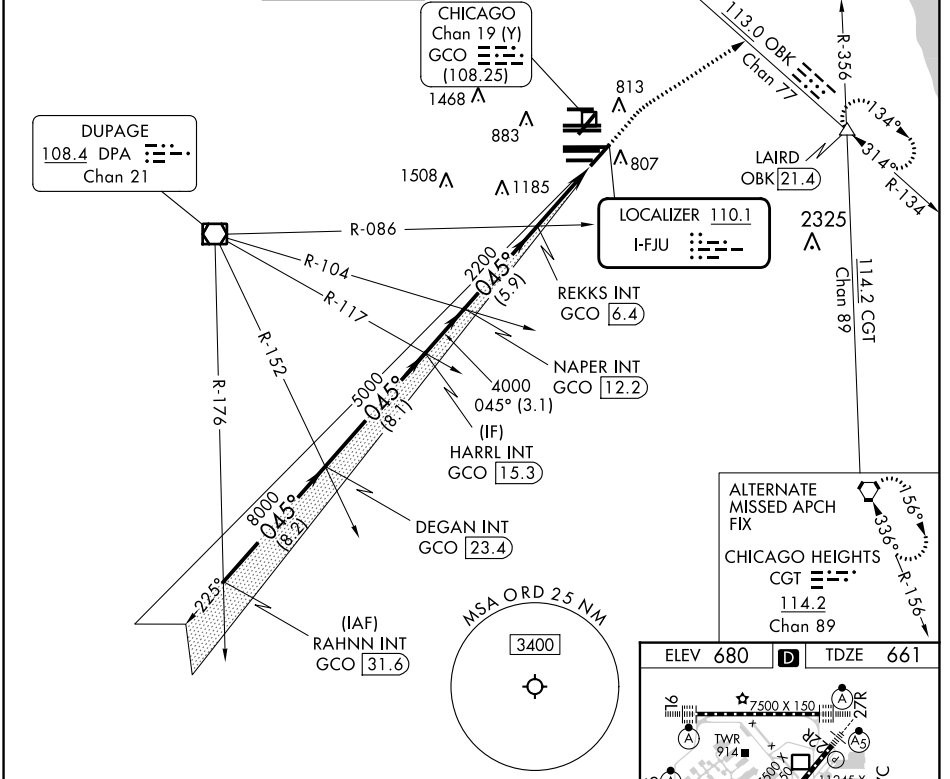 CHICAGO
Chan 19 (Y)
GCO
(108.25)
113.0 OBK
Chan 77
R-356
1468
813
883
134°
314°
R-134
DUPAGE
108.4 DPA
Chan 21
1508
1185
807
LAIRD
OBK 21.4
LOCALIZER 110.1
I-FJU
2325
R-086
R-104
R-117
R-152
R-176
2200
045°
(5.9)
REKKS INT
GCO 6.4
114.2 CGT
Chan 89
NAPER INT
GCO 12.2
4000
045° (3.1)
5000
045°
(8.1)
(IF)
HARRL INT
GCO 15.3
8000
045°
(8.2)
DEGAN INT
GCO 23.4
225°
(IAF)
RAHNN INT
GCO 31.6
ALTERNATE
MISSED APCH
FIX
CHICAGO HEIGHTS
CGT
114.2
Chan 89
156°
336°
R-156
MSA ORD 25 NM
3400
ELEV 680 D TDZE 661
9L
7500 X 150
A
27R
A
TWR
914
22R
A5